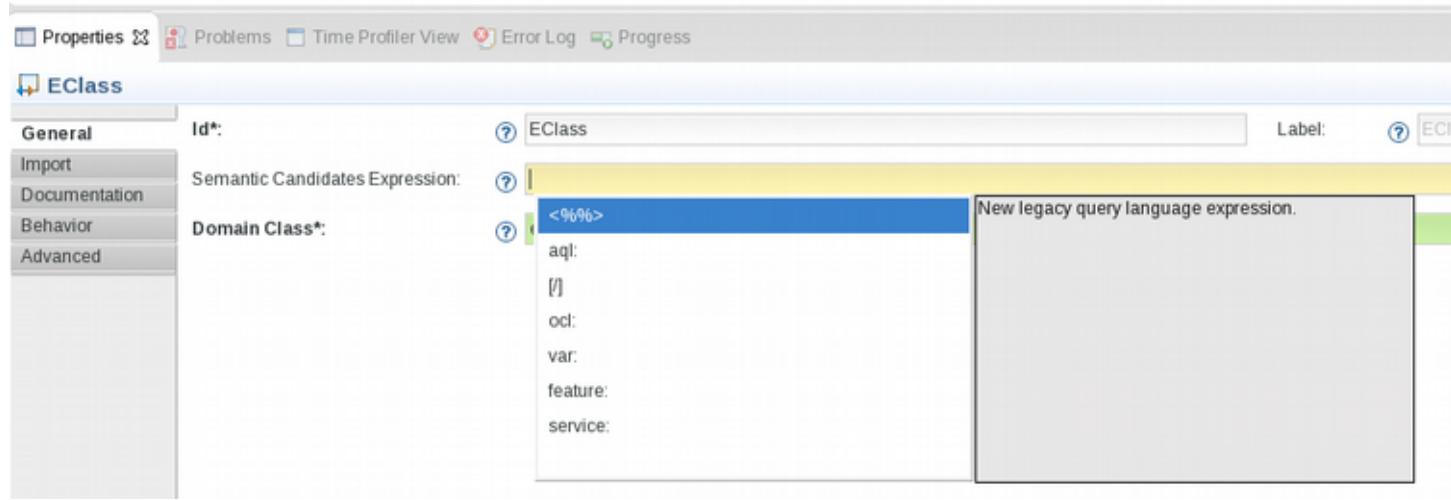 Properties Problems Time Profiler View Error Log Progress
EClass
General
Import
Documentation
Behavior
Advanced
Id*: EClass Label:
Semantic Candidates Expression:
Domain Class*:
<%%>
aql:
[/]
ocl:
var:
feature:
service:
New legacy query language expression.